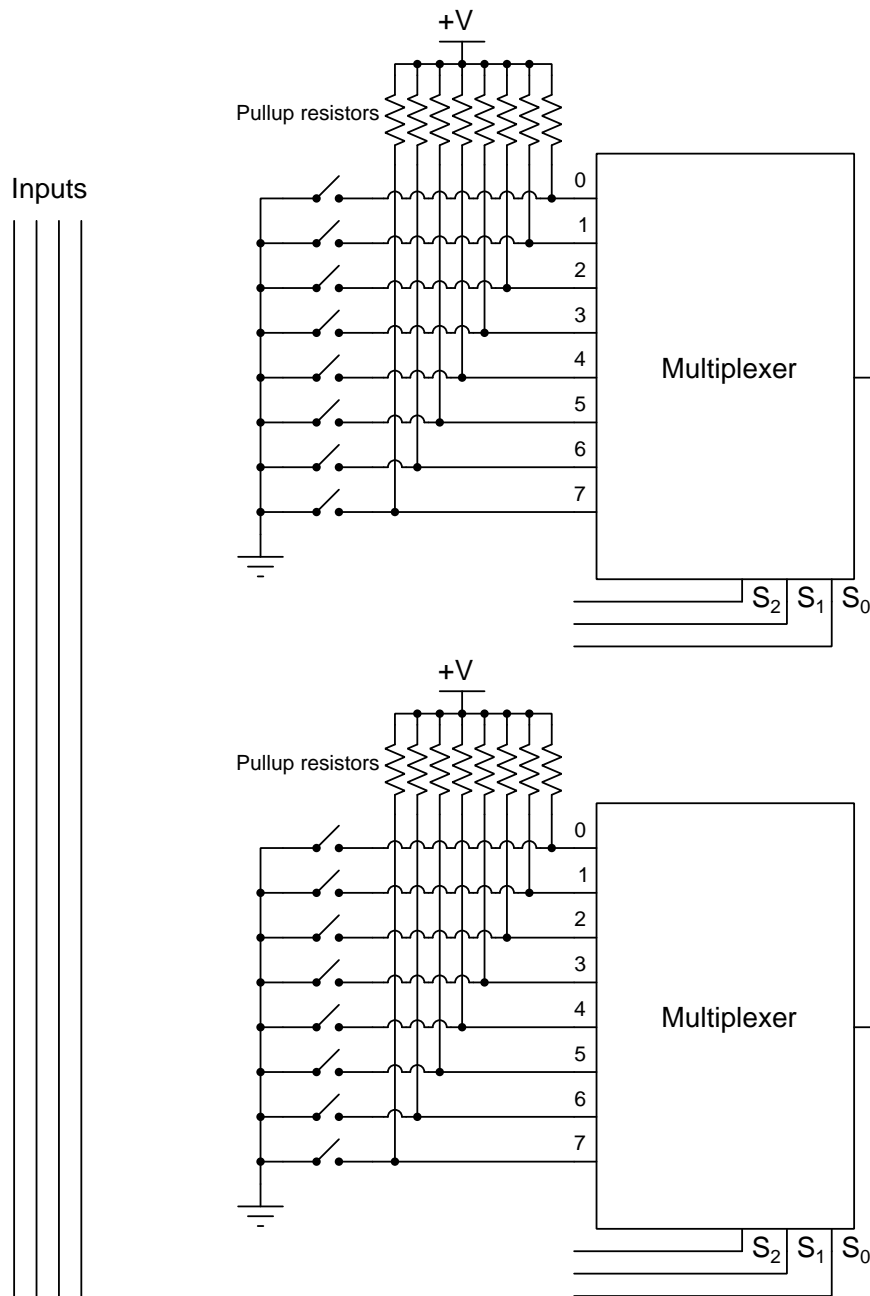 +V
Pullup resistors
Inputs
0
1
2
3
4
5
6
7
Multiplexer
S₂ S₁ S₀
+V
Pullup resistors
0
1
2
3
4
5
6
7
Multiplexer
S₂ S₁ S₀